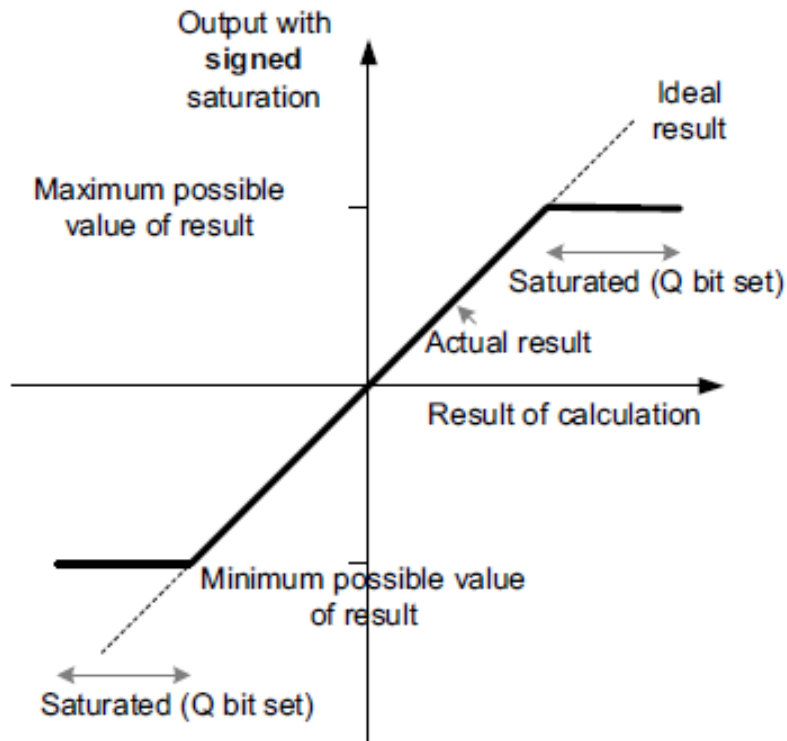 Output with
signed
saturation
Ideal
result
Maximum possible
value of result
Saturated (Q bit set)
Actual result
Result of calculation
Minimum possible value
of result
Saturated (Q bit set)